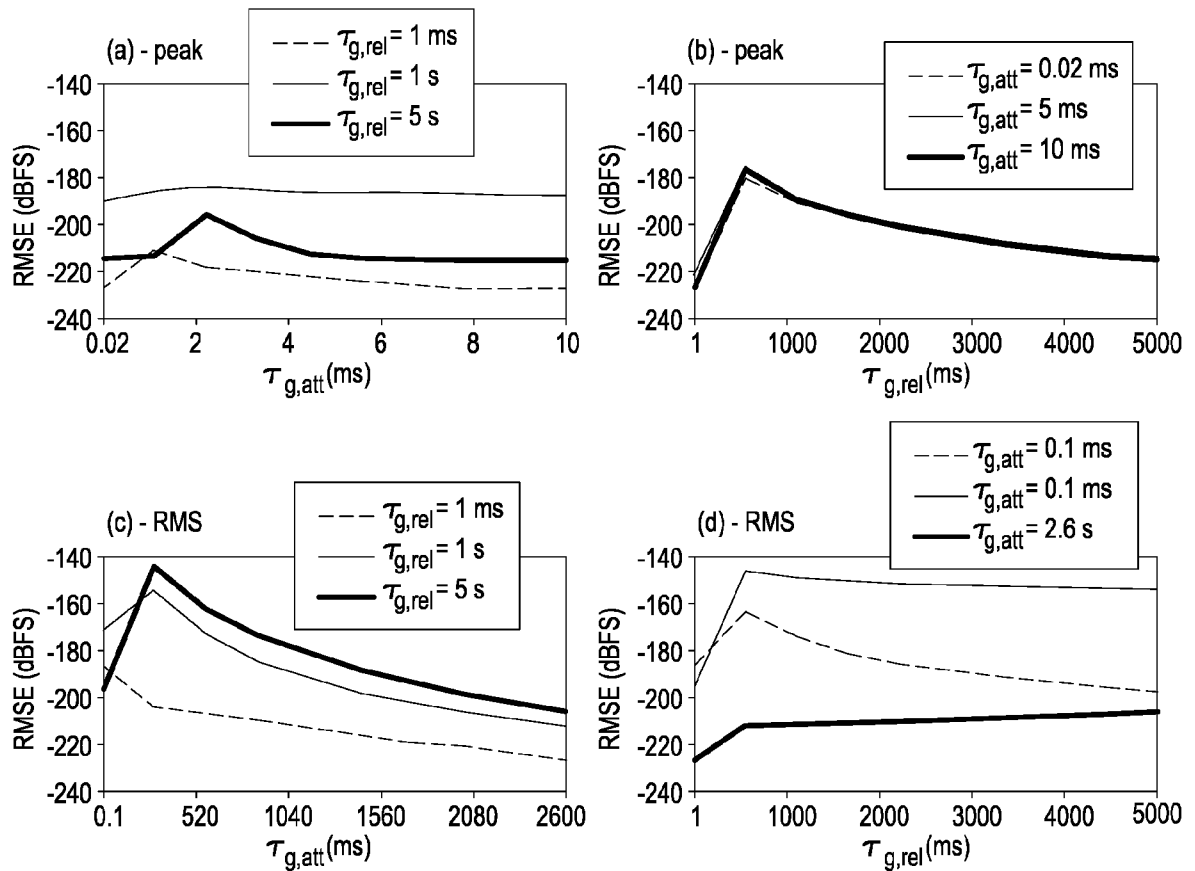 (a) - peak
τg,rel = 1 ms
τg,rel = 1 s
τg,rel = 5 s
RMSE (dBFS)
-140
-160
-180
-200
-220
-240
0.02 2 4 6 8 10
τg,att(ms)
(b) - peak
τg,att = 0.02 ms
τg,att = 5 ms
τg,att = 10 ms
RMSE (dBFS)
-140
-160
-180
-200
-220
-240
1 1000 2000 3000 4000 5000
τg,rel(ms)
(c) - RMS
τg,rel = 1 ms
τg,rel = 1 s
τg,rel = 5 s
RMSE (dBFS)
-140
-160
-180
-200
-220
-240
0.1 520 1040 1560 2080 2600
τg,att(ms)
(d) - RMS
τg,att = 0.1 ms
τg,att = 0.1 ms
τg,att = 2.6 s
RMSE (dBFS)
-140
-160
-180
-200
-220
-240
1 1000 2000 3000 4000 5000
τg,rel(ms)